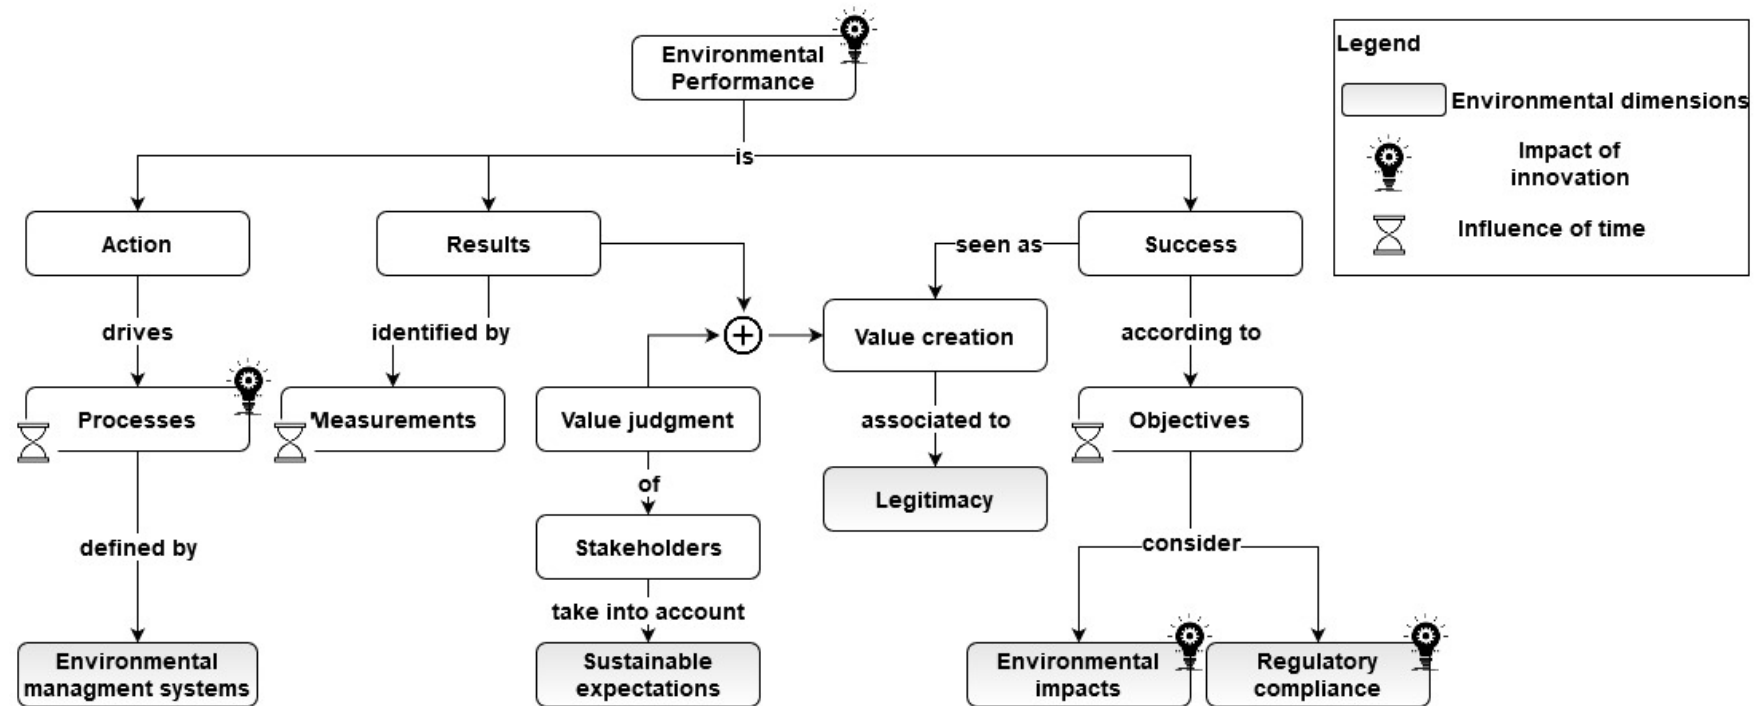 Environmental
Performance
Legend
Environmental dimensions
Impact of
innovation
Influence of time
is
Action
Results
seen as
Success
drives
identified by
Value creation
according to
Processes
Measurements
Value judgment
associated to
Objectives
of
Legitimacy
defined by
Stakeholders
consider
take into account
Environmental
managment systems
Sustainable
expectations
Environmental
impacts
Regulatory
compliance